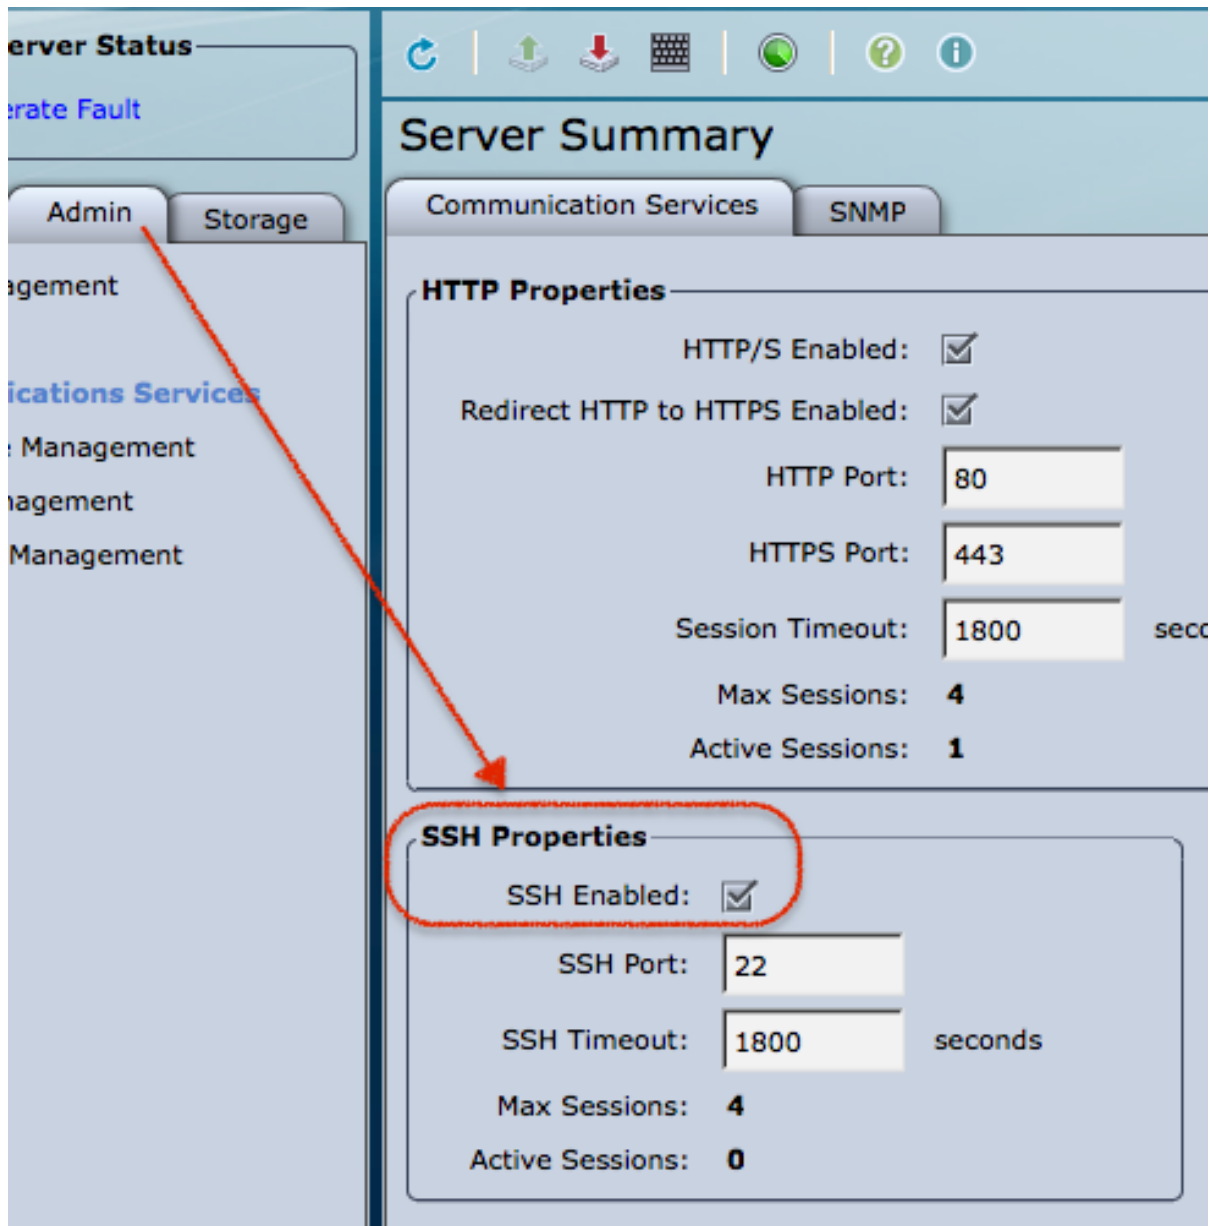 erver Status
erate Fault
Admin
Storage
agement
ications Services
e Management
nagement
Management
Server Summary
Communication Services
SNMP
HTTP Properties
HTTP/S Enabled:
Redirect HTTP to HTTPS Enabled:
HTTP Port: 80
HTTPS Port: 443
Session Timeout: 1800 seco
Max Sessions: 4
Active Sessions: 1
SSH Properties
SSH Enabled:
SSH Port: 22
SSH Timeout: 1800 seconds
Max Sessions: 4
Active Sessions: 0